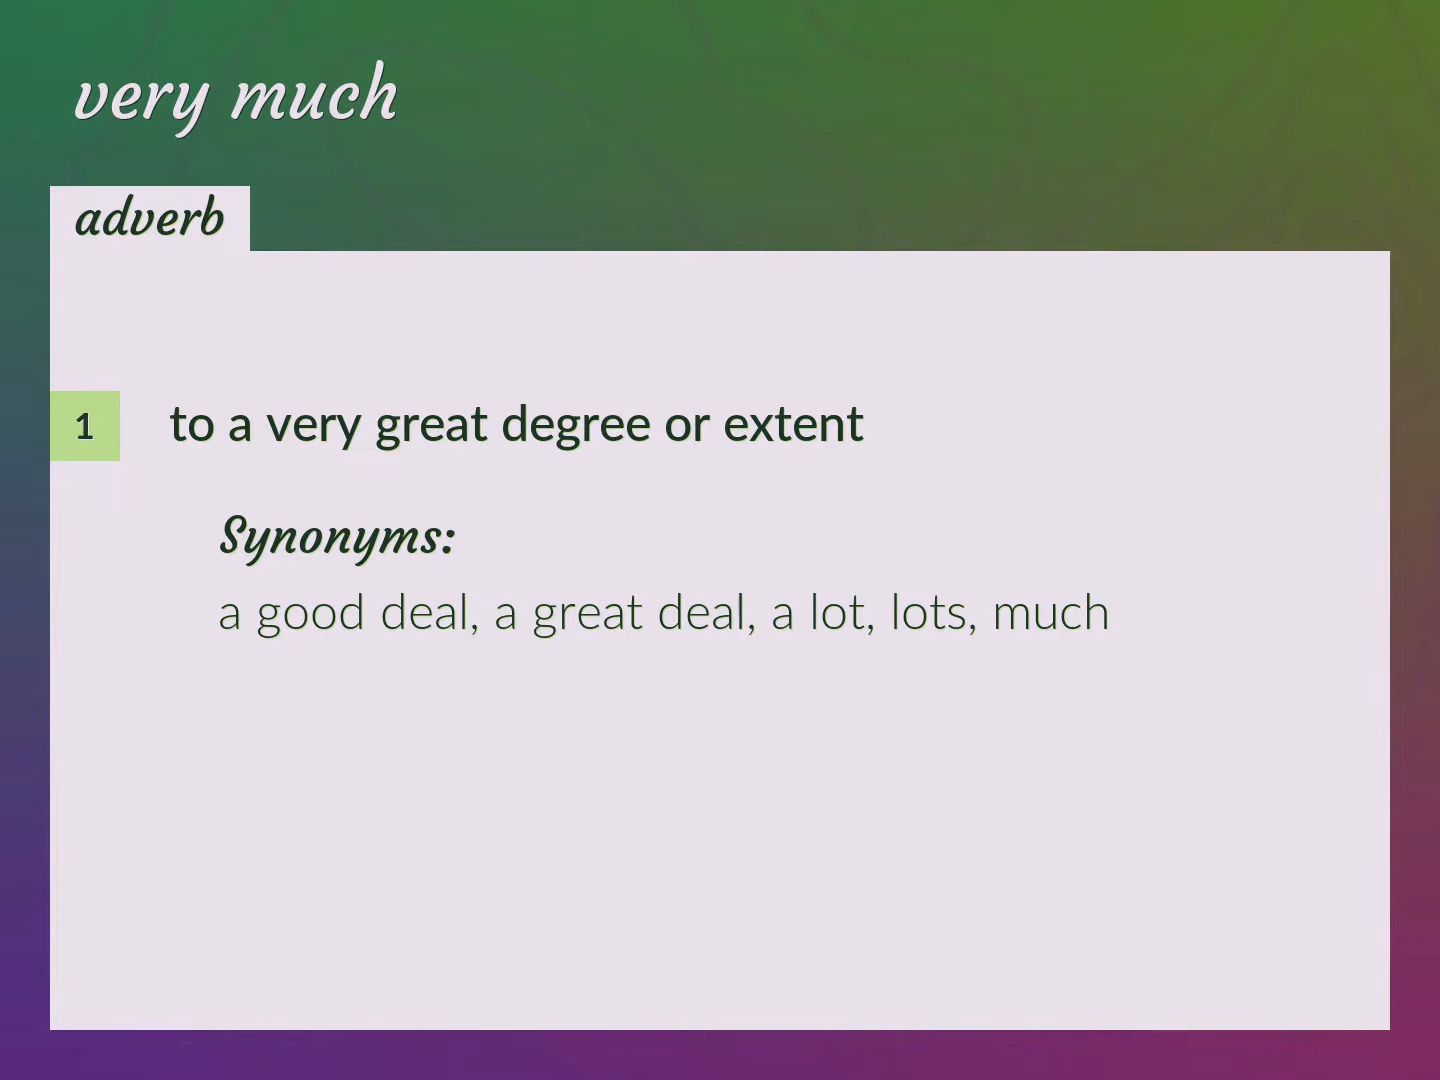 very much
adverb
1 to a very great degree or extent
Synonyms:
a good deal, a great deal, a lot, lots, much